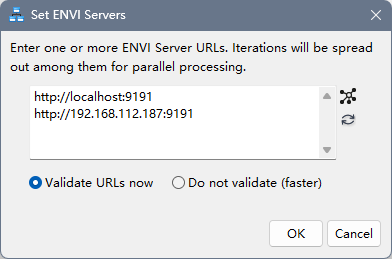 Set ENVI Servers
Enter one or more ENVI Server URLs. Iterations will be spread
out among them for parallel processing.
http://localhost:9191
http://192.168.112.187:9191
Validate URLs now
Do not validate (faster)
OK
Cancel